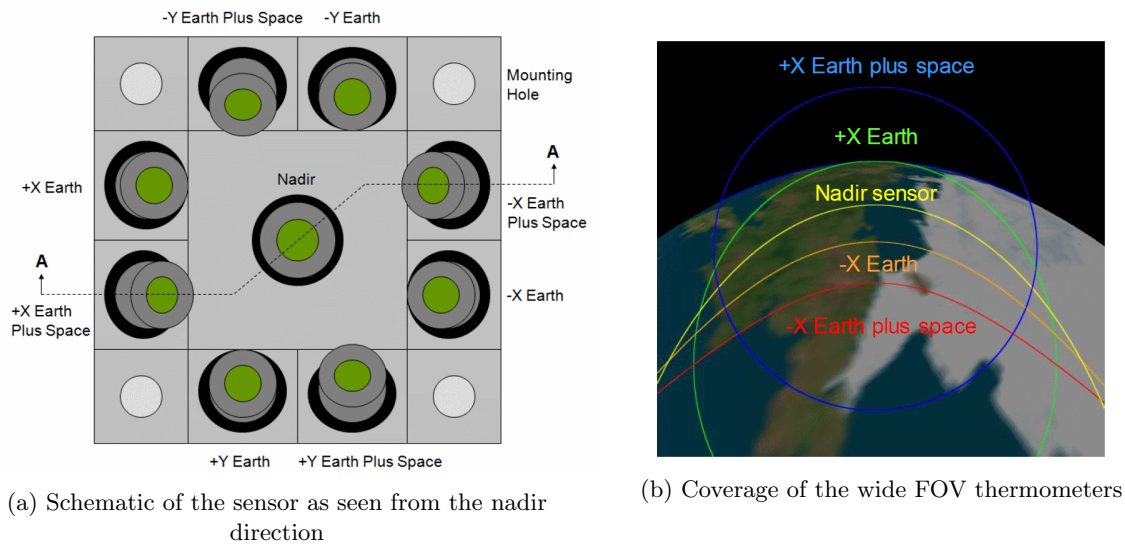 -Y Earth Plus Space
-Y Earth
Mounting
Hole
+X Earth
Nadir
A
-X Earth
Plus Space
A
+X Earth
Plus Space
-X Earth
+Y Earth
+Y Earth Plus Space
(a) Schematic of the sensor as seen from the nadir
direction
+X Earth plus space
+X Earth
Nadir sensor
-X Earth
-X Earth plus space
(b) Coverage of the wide FOV thermometers